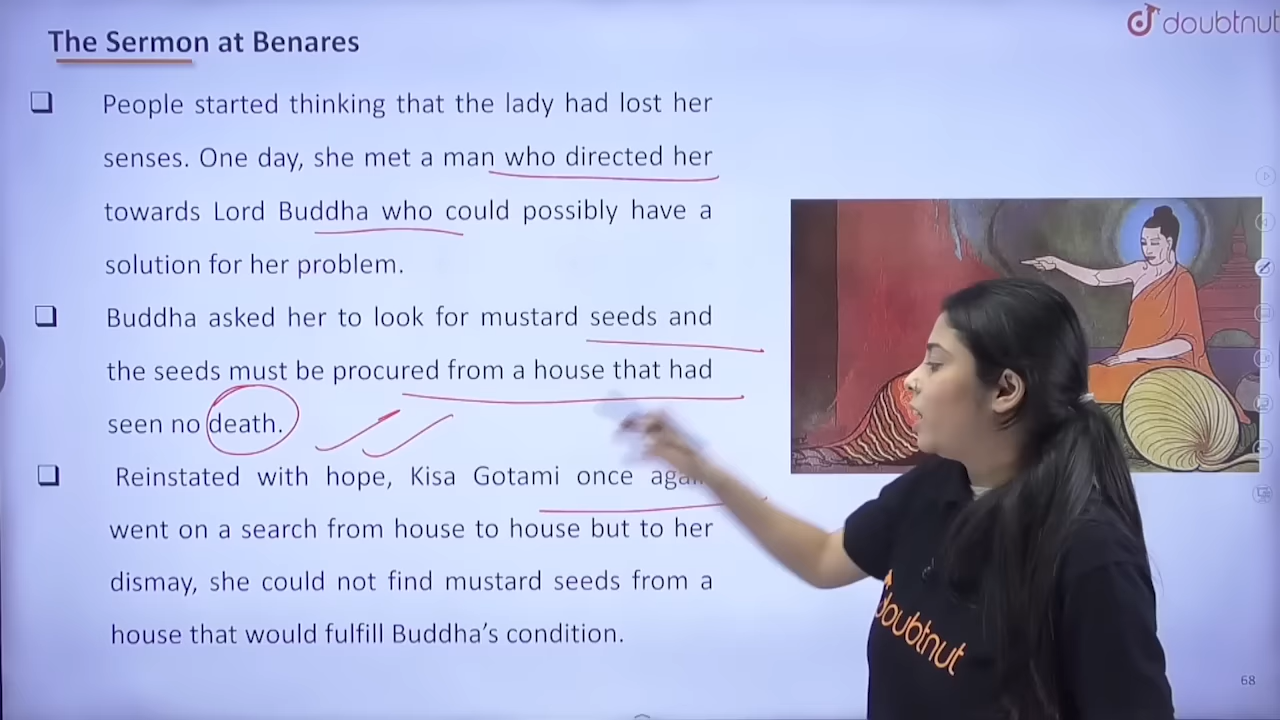 The Sermon at Benares
doubtnut
❑ People started thinking that the lady had lost her
senses. One day, she met a man who directed her
towards Lord Buddha who could possibly have a
solution for her problem.
❑ Buddha asked her to look for mustard seeds and
the seeds must be procured from a house that had
seen no death.
❑ Reinstated with hope, Kisa Gotami once
went on a search from house to house but to her
dismay, she could not find mustard seeds from a
house that would fulfill Buddha's condition.
doubtnut
68